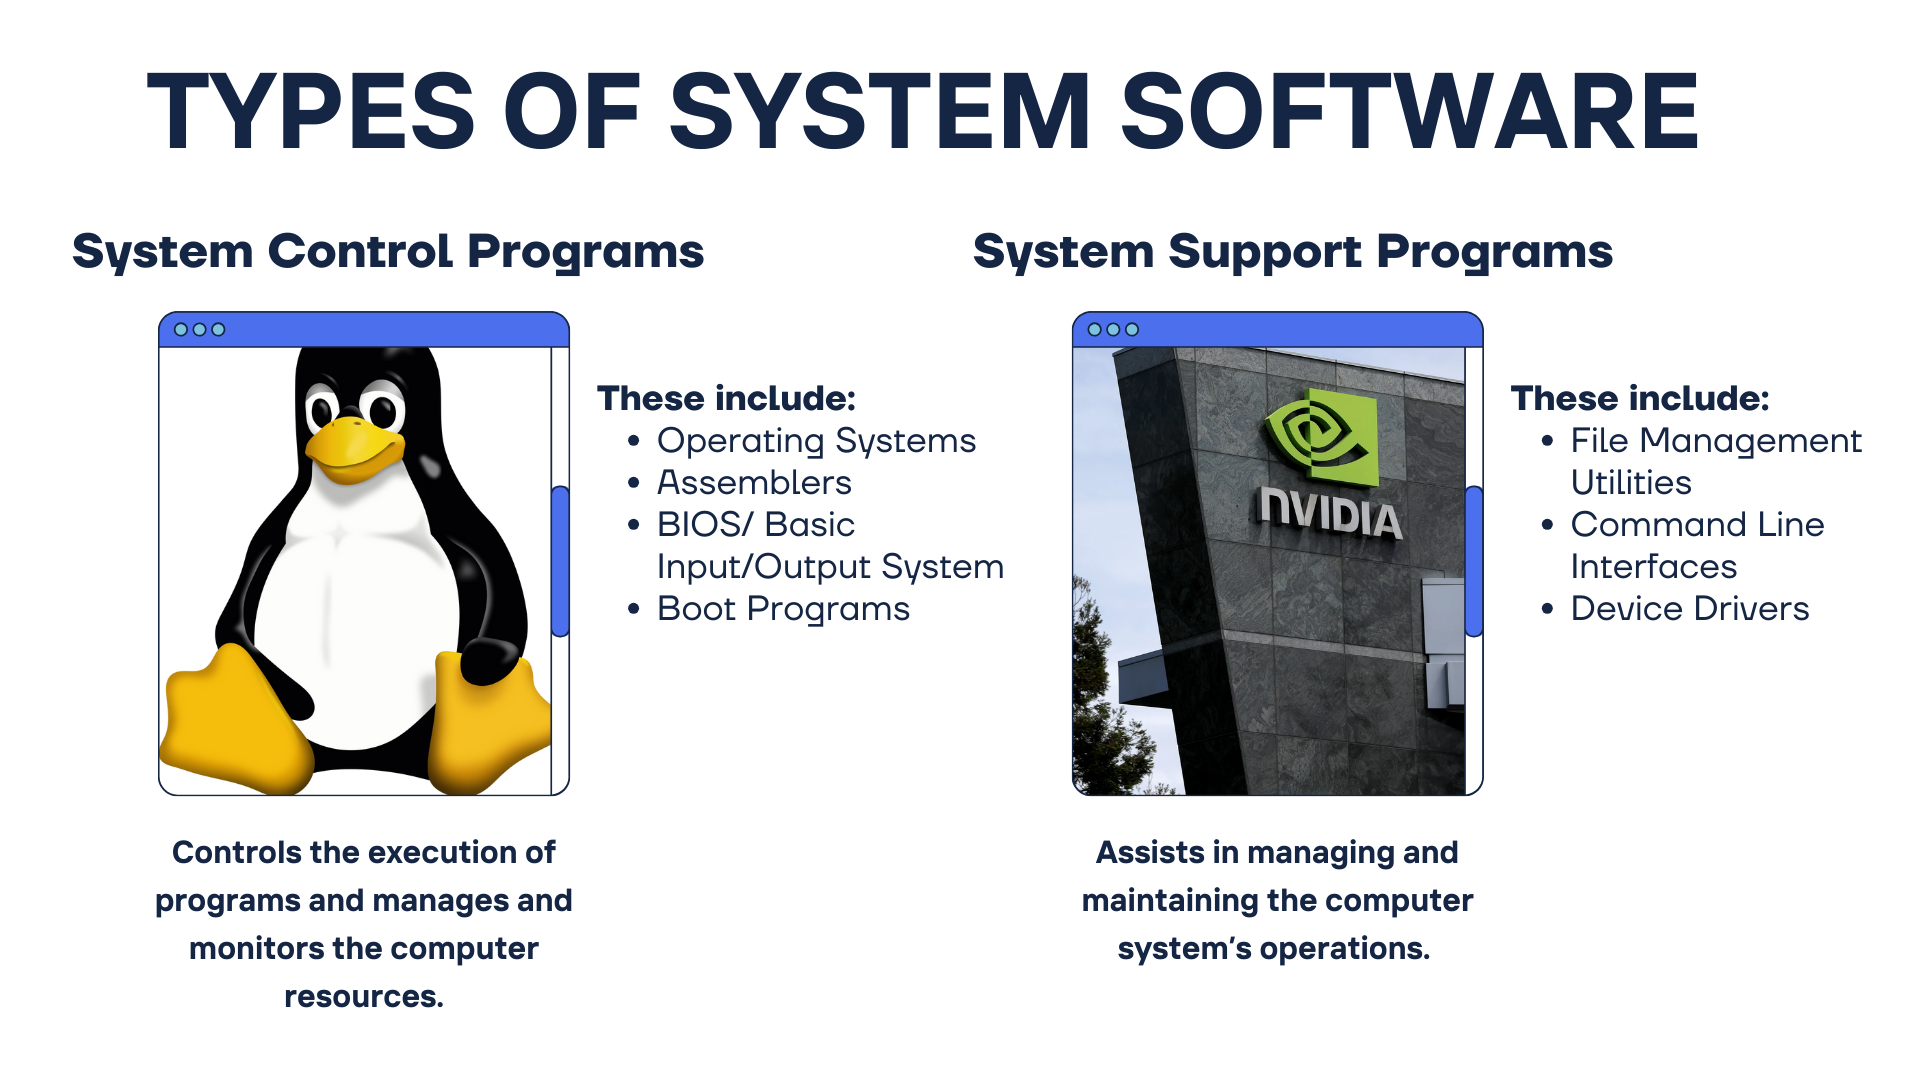 TYPES OF SYSTEM SOFTWARE
System Control Programs
These include:
• Operating Systems
• Assemblers
• BIOS/ Basic
Input/Output System
• Boot Programs
Controls the execution of
programs and manages and
monitors the computer
resources.
System Support Programs
NVIDIA
These include:
• File Management
Utilities
• Command Line
Interfaces
• Device Drivers
Assists in managing and
maintaining the computer
system’s operations.